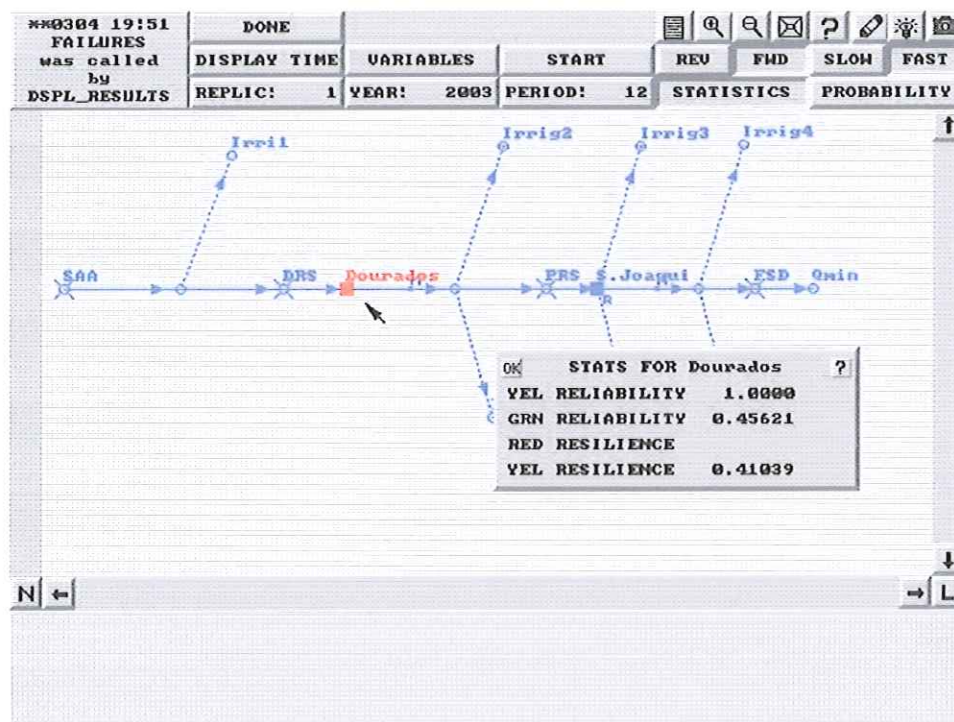 **0304 19:51
FAILURES
was called
by
DSPL_RESULTS
DONE
DISPLAY TIME VARIABLES START REV FWD SLOW FAST
REPLIC: 1 YEAR: 2003 PERIOD: 12 STATISTICS PROBABILITY
?
Irri1 Irrig2 Irrig3 Irrig4
SAA DRS Dourados PRS S.Joaqui ESD Qmin
R
OK STATS FOR Dourados ?
YEL RELIABILITY 1.0000
GRN RELIABILITY 0.45621
RED RESILIENCE
YEL RESILIENCE 0.41039
N L